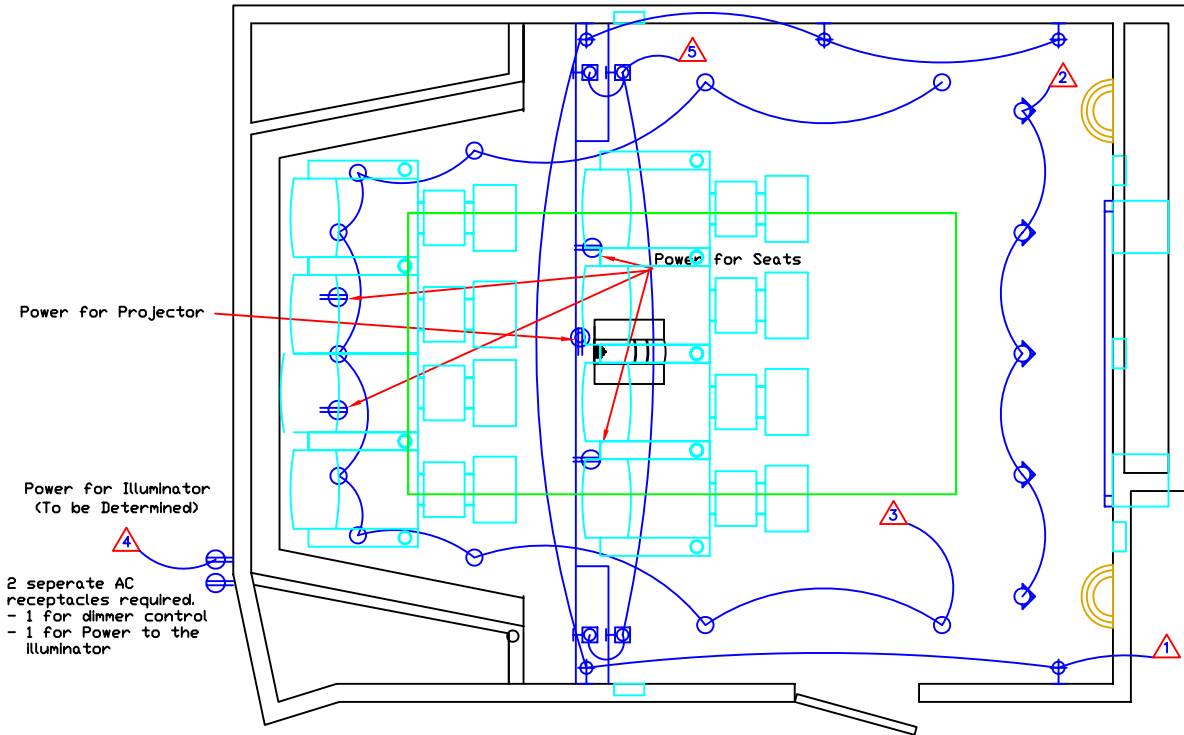 5
2
Power for Seats
Power for Projector
Power for Illuminator
(To be Determined)
3
4
2 seperate AC
receptacles required.
- 1 for dimmer control
- 1 for Power to the
illuminator
1